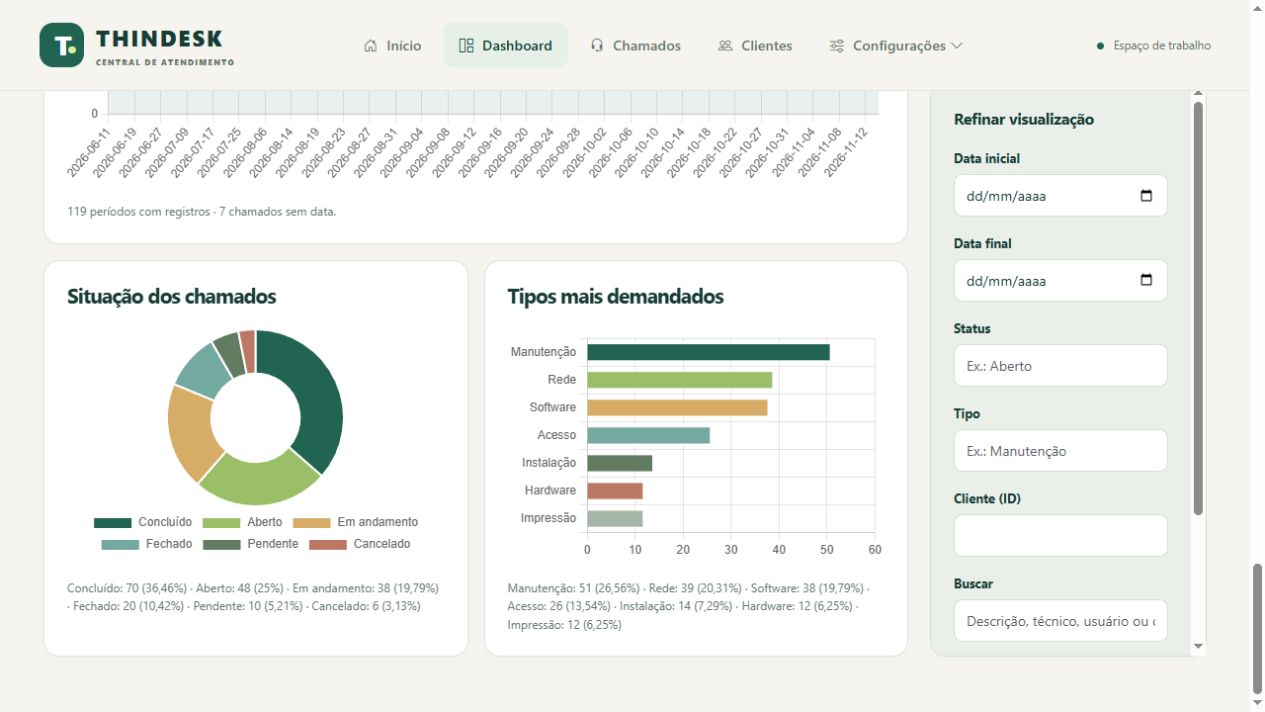 T.
THINDESK
CENTRAL DE ATENDIMENTO
Início
Dashboard
Chamados
Clientes
Configurações
Espaço de trabalho
0
2026-06-11
2026-06-19
2026-06-27
2026-07-09
2026-07-17
2026-07-25
2026-08-06
2026-08-14
2026-08-19
2026-08-23
2026-08-27
2026-08-31
2026-09-04
2026-09-08
2026-09-12
2026-09-16
2026-09-20
2026-09-24
2026-09-28
2026-10-02
2026-10-06
2026-10-10
2026-10-14
2026-10-18
2026-10-22
2026-10-27
2026-10-31
2026-11-04
2026-11-08
2026-11-12
119 períodos com registros · 7 chamados sem data.
Situação dos chamados
Concluído
Aberto
Em andamento
Fechado
Pendente
Cancelado
Concluído: 70 (36,46%) · Aberto: 48 (25%) · Em andamento: 38 (19,79%)
· Fechado: 20 (10,42%) · Pendente: 10 (5,21%) · Cancelado: 6 (3,13%)
Tipos mais demandados
Manutenção
Rede
Software
Acesso
Instalação
Hardware
Impressão
0 10 20 30 40 50 60
Manutenção: 51 (26,56%) · Rede: 39 (20,31%) · Software: 38 (19,79%) ·
Acesso: 26 (13,54%) · Instalação: 14 (7,29%) · Hardware: 12 (6,25%) ·
Impressão: 12 (6,25%)
Refinar visualização
Data inicial
dd/mm/aaaa
Data final
dd/mm/aaaa
Status
Ex.: Aberto
Tipo
Ex.: Manutenção
Cliente (ID)
Buscar
Descrição, técnico, usuário ou